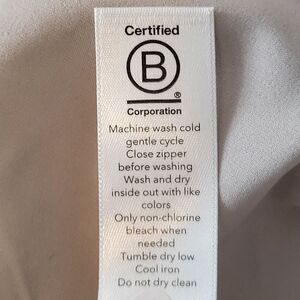 Certified
B
®
Corporation
Machine wash cold
gentle cycle
Close zipper
before washing
Wash and dry
inside out with like
colors
Only non-chlorine
bleach when
needed
Tumble dry low
Cool iron
Do not dry clean